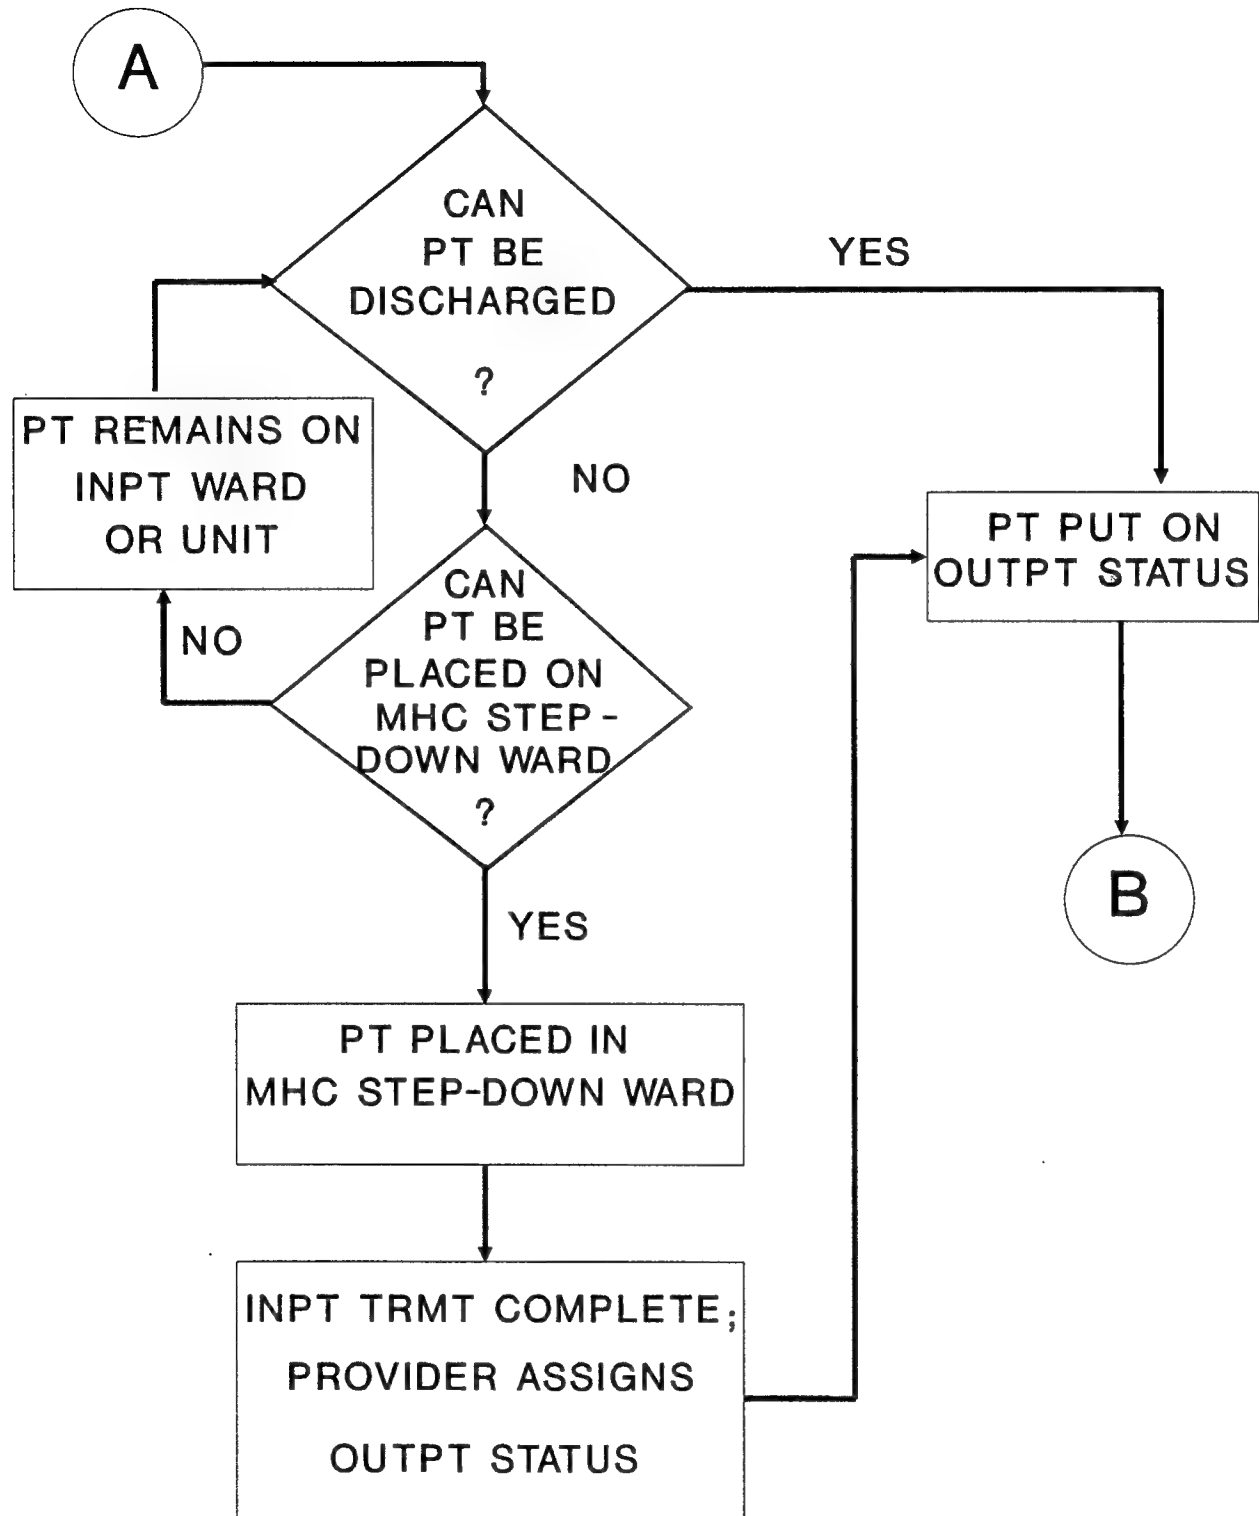 A
CAN
PT BE
DISCHARGED
?
YES
NO
PT REMAINS ON
INPT WARD
OR UNIT
NO
CAN
PT BE
PLACED ON
MHC STEP-
DOWN WARD
?
YES
PT PLACED IN
MHC STEP-DOWN WARD
INPT TRMT COMPLETE;
PROVIDER ASSIGNS
OUTPT STATUS
PT PUT ON
OUTPT STATUS
B